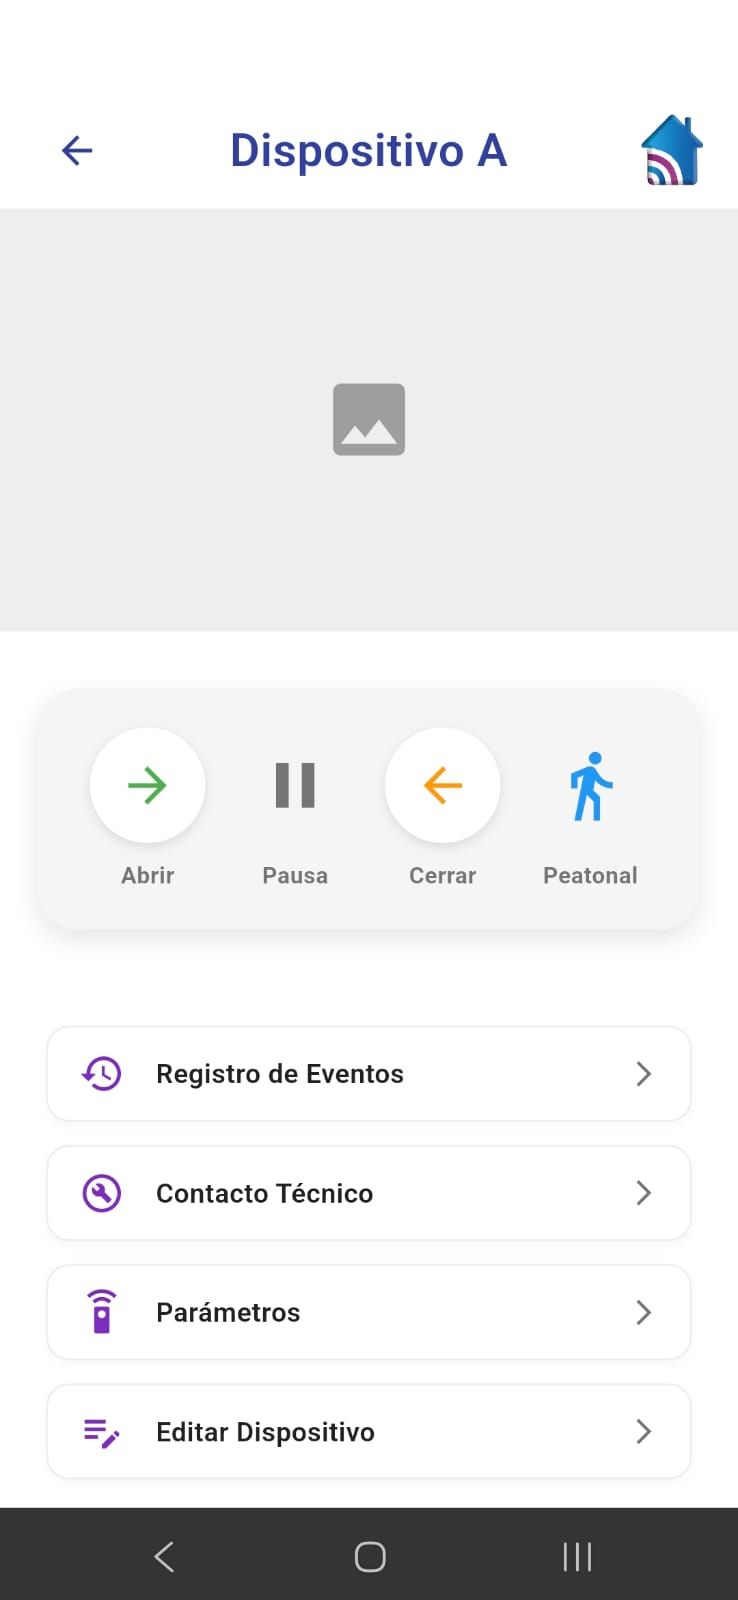 Dispositivo A
Abrir
Pausa
Cerrar
Peatonal
Registro de Eventos
Contacto Técnico
Parámetros
Editar Dispositivo